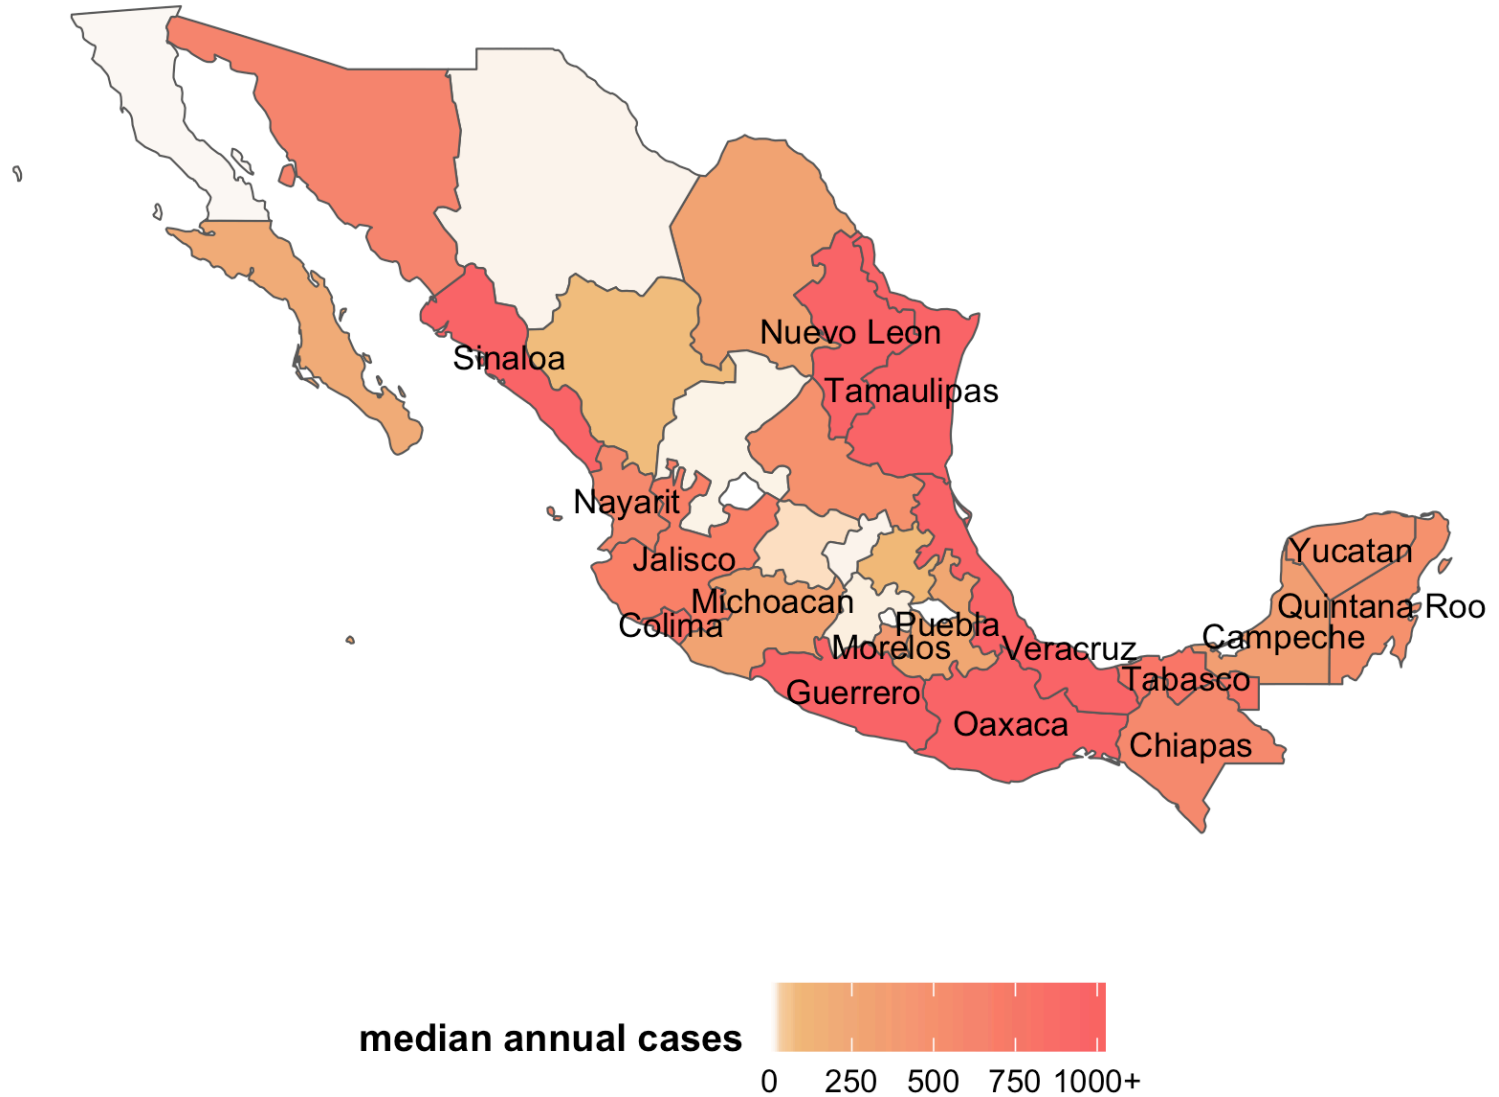 Nuevo Leon
Sinaloa
Tamaulipas
Nayarit
Yucatan
Jalisco
Michoacan
Quintana Roo
Colima
Puebla
Campeche
Morelos
Veracruz
Tabasco
Guerrero
Oaxaca
Chiapas
median annual cases
0 250 500 750 1000+